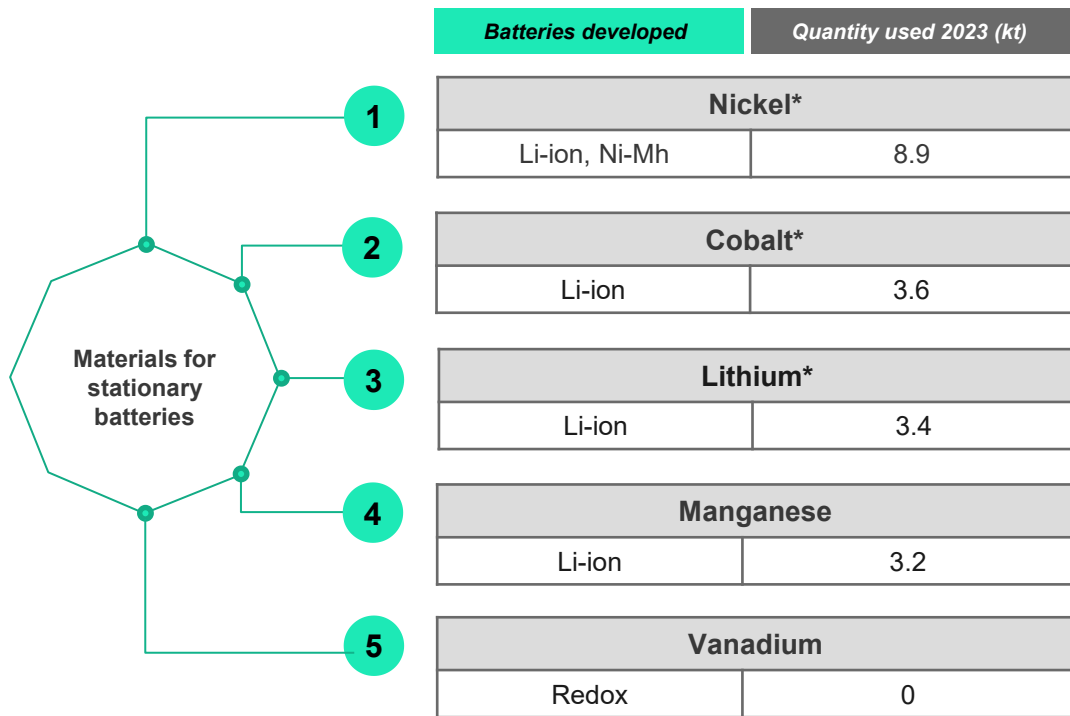 Batteries developed
Quantity used 2023 (kt)
1
Nickel*
Li-ion, Ni-Mh
8.9
2
Cobalt*
Li-ion
3.6
Materials for
stationary
batteries
3
Lithium*
Li-ion
3.4
4
Manganese
Li-ion
3.2
5
Vanadium
Redox
0